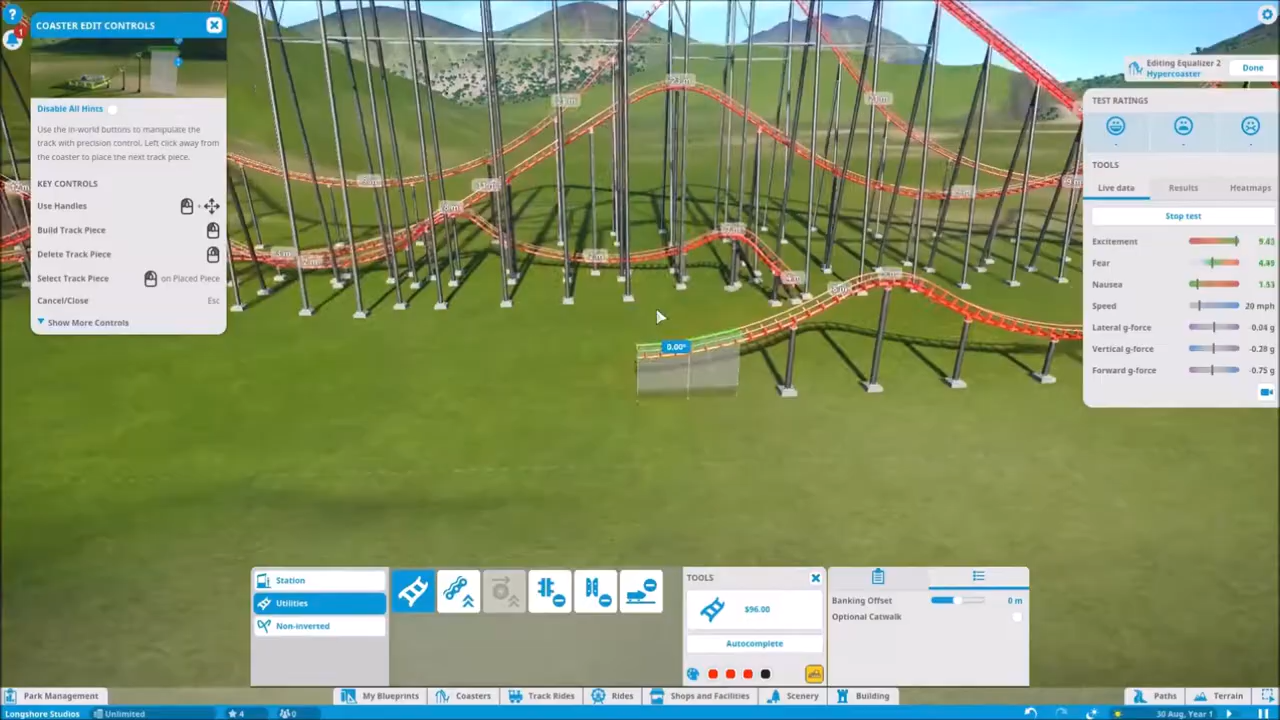 ?
1
COASTER EDIT CONTROLS
Disable All Hints
Use the in-world buttons to manipulate the
track with precision control. Left click away from
the coaster to place the next track piece.
KEY CONTROLS
Use Handles
Build Track Piece
Delete Track Piece
Select Track Piece
on Placed Piece
Cancel/Close
Esc
Show More Controls
Editing Equalizer 2
Hypercoaster
Done
TEST RATINGS
- - -
TOOLS
Live data
Results
Heatmaps
Stop test
Excitement
Fear
4.49
Nausea
Speed
20 mph
Lateral g-force
-0.04 g
Vertical g-force
Forward g-force
-0.75 g
12 m
0.00°
Station
Utilities
Non-inverted
TOOLS
$96.00
Autocomplete
Banking Offset
0 m
Optional Catwalk
Park Management
My Blueprints
Coasters
Track Rides
Rides
Shops and Facilities
Scenery
Building
Paths
Terrain
Longshore Studios
Unlimited
4
0
30 Aug, Year 1